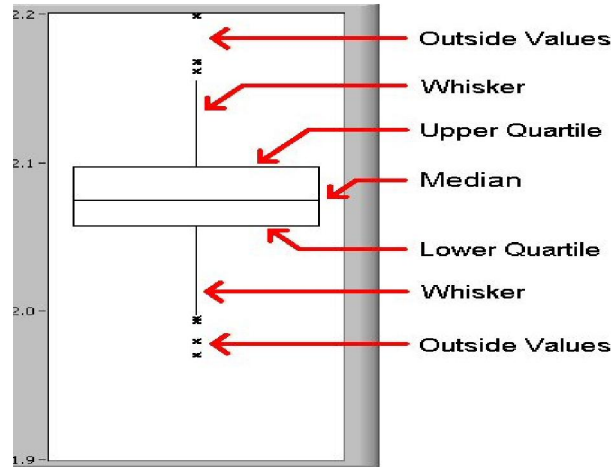 2.2
Outside Values
Whisker
Upper Quartile
2.1
Median
Lower Quartile
Whisker
2.0
Outside Values
1.9